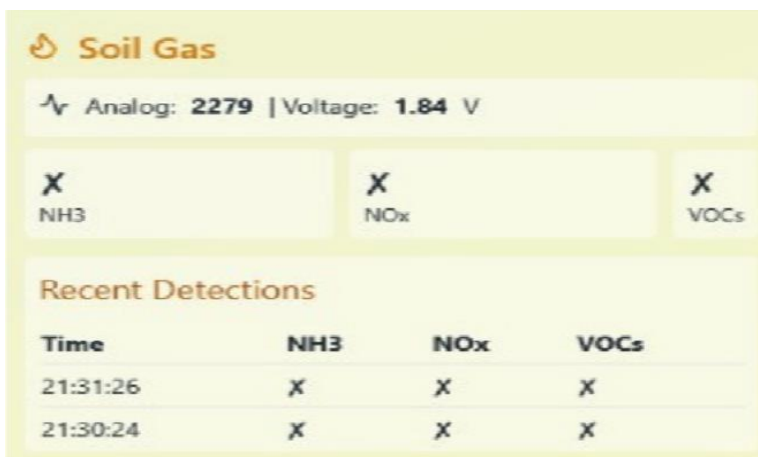 Soil Gas
Analog: 2279 | Voltage: 1.84 V
✗ ✗ ✗
NH3 NOx VOCs
Recent Detections
Time NH3 NOx VOCs
21:31:26 ✗ ✗ ✗
21:30:24 ✗ ✗ ✗